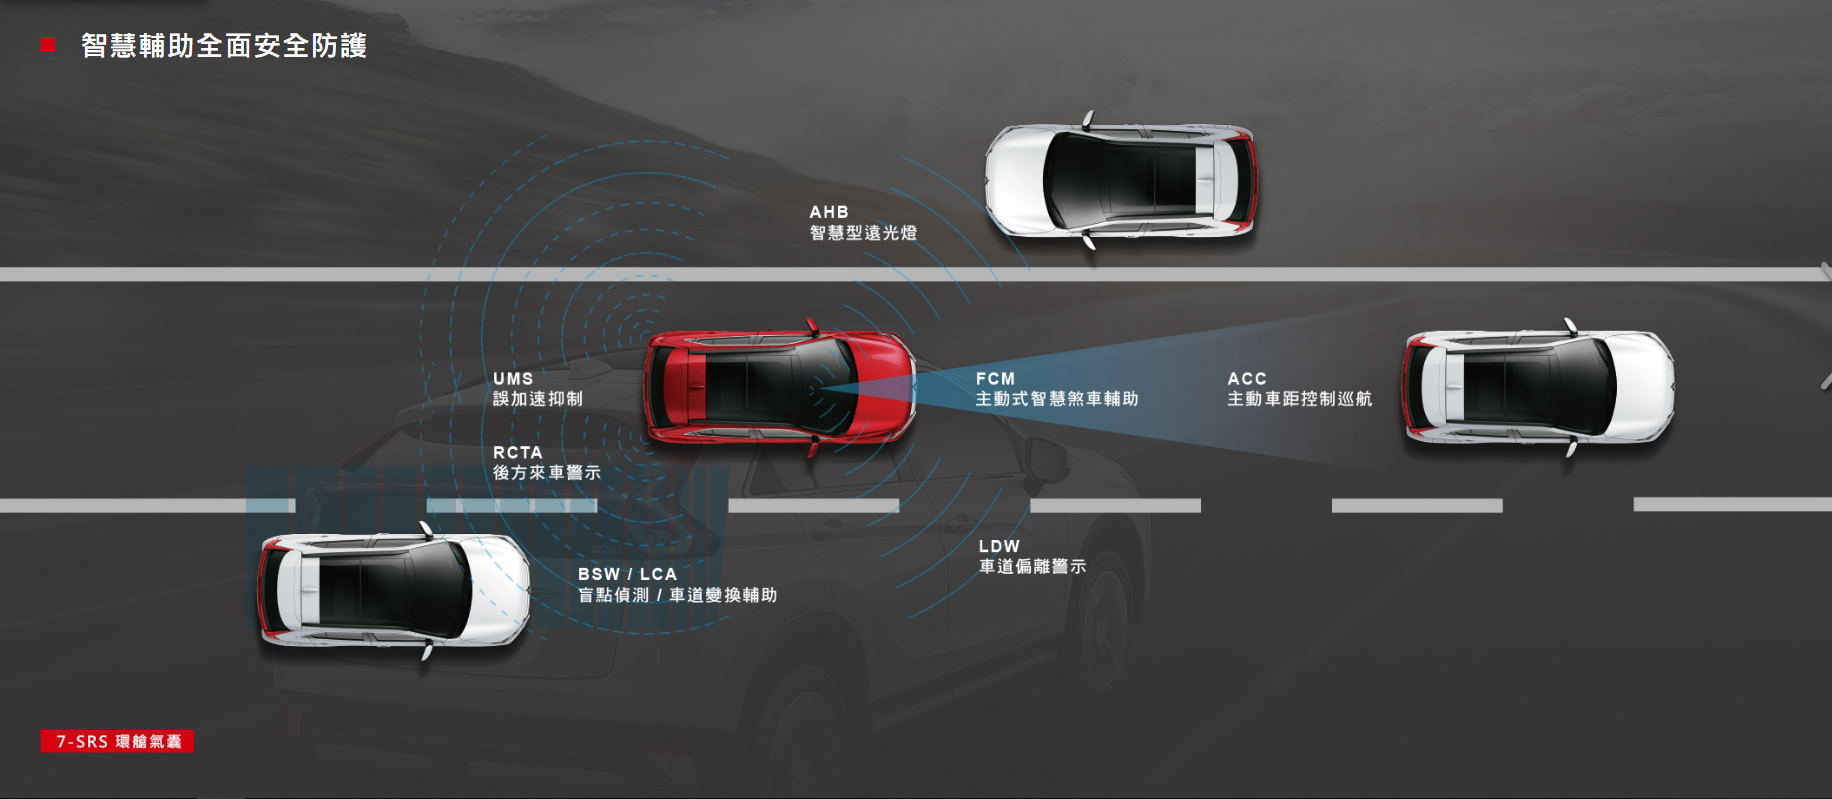 智慧輔助全面安全防護
AHB
智慧型遠光燈
UMS
誤加速抑制
FCM
主動式智慧煞車輔助
ACC
主動車距控制巡航
RCTA
後方來車警示
LDW
車道偏離警示
BSW / LCA
盲點偵測 / 車道變換輔助
7-SRS 環艙氣囊